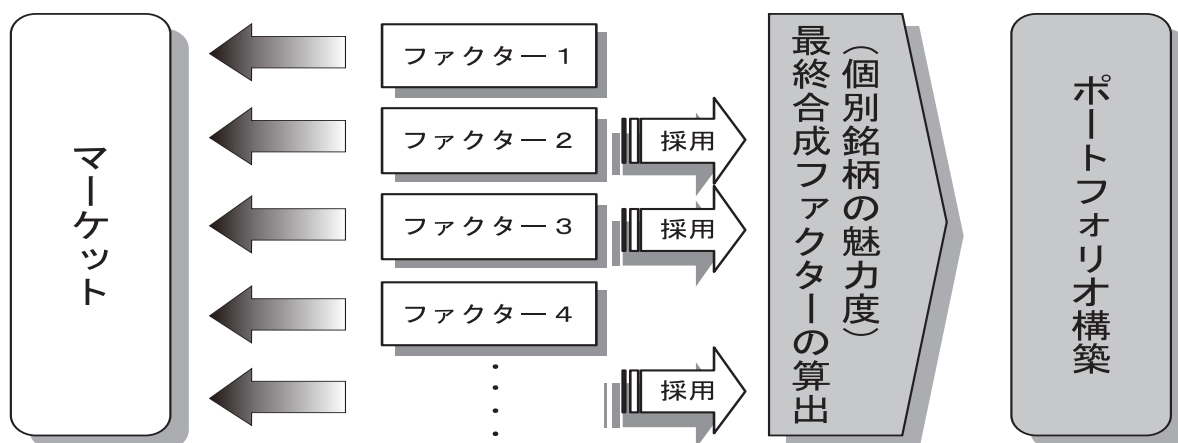 マーケット
ファクター１
ファクター２
採用
ファクター３
採用
ファクター４
採用
（個別銘柄の魅力度）
最終合成ファクターの算出
ポートフォリオ構築